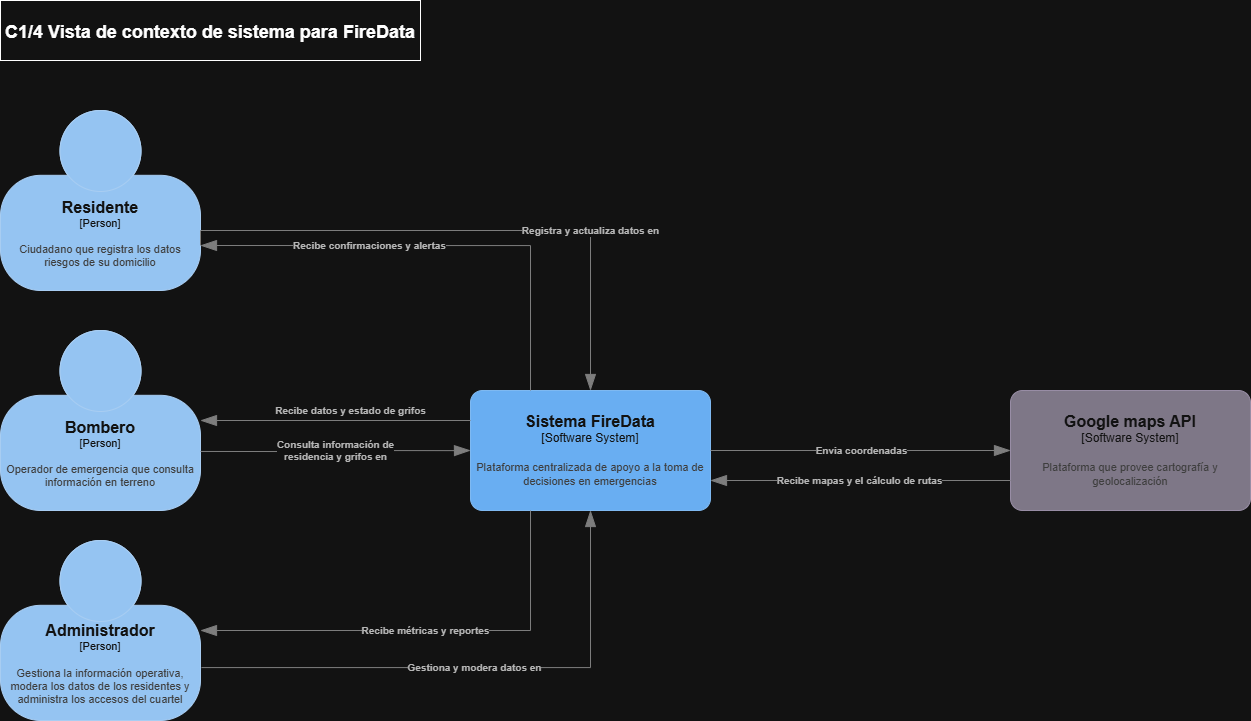 C1/4 Vista de contexto de sistema para FireData
Residente
[Person]
Ciudadano que registra los datos
riesgos de su domicilio
Registra y actualiza datos en
Recibe confirmaciones y alertas
Bombero
[Person]
Operador de emergencia que consulta
información en terreno
Recibe datos y estado de grifos
Consulta información de
residencia y grifos en
Sistema FireData
[Software System]
Plataforma centralizada de apoyo a la toma de
decisiones en emergencias
Envia coordenadas
Recibe mapas y el cálculo de rutas
Google maps API
[Software System]
Plataforma que provee cartografía y
geolocalización
Administrador
[Person]
Gestiona la información operativa,
modera los datos de los residentes y
administra los accesos del cuartel
Recibe métricas y reportes
Gestiona y modera datos en